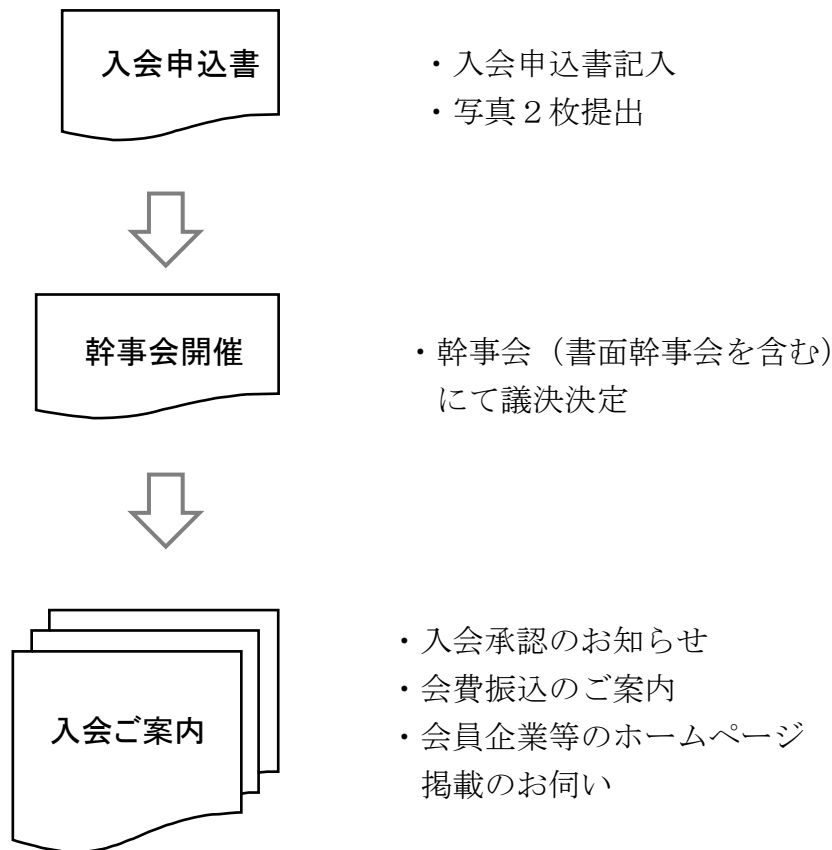 入会申込書
・入会申込書記入
・写真２枚提出
幹事会開催
・幹事会（書面幹事会を含む）
にて議決決定
入会ご案内
・入会承認のお知らせ
・会費振込のご案内
・会員企業等のホームページ
掲載のお伺い